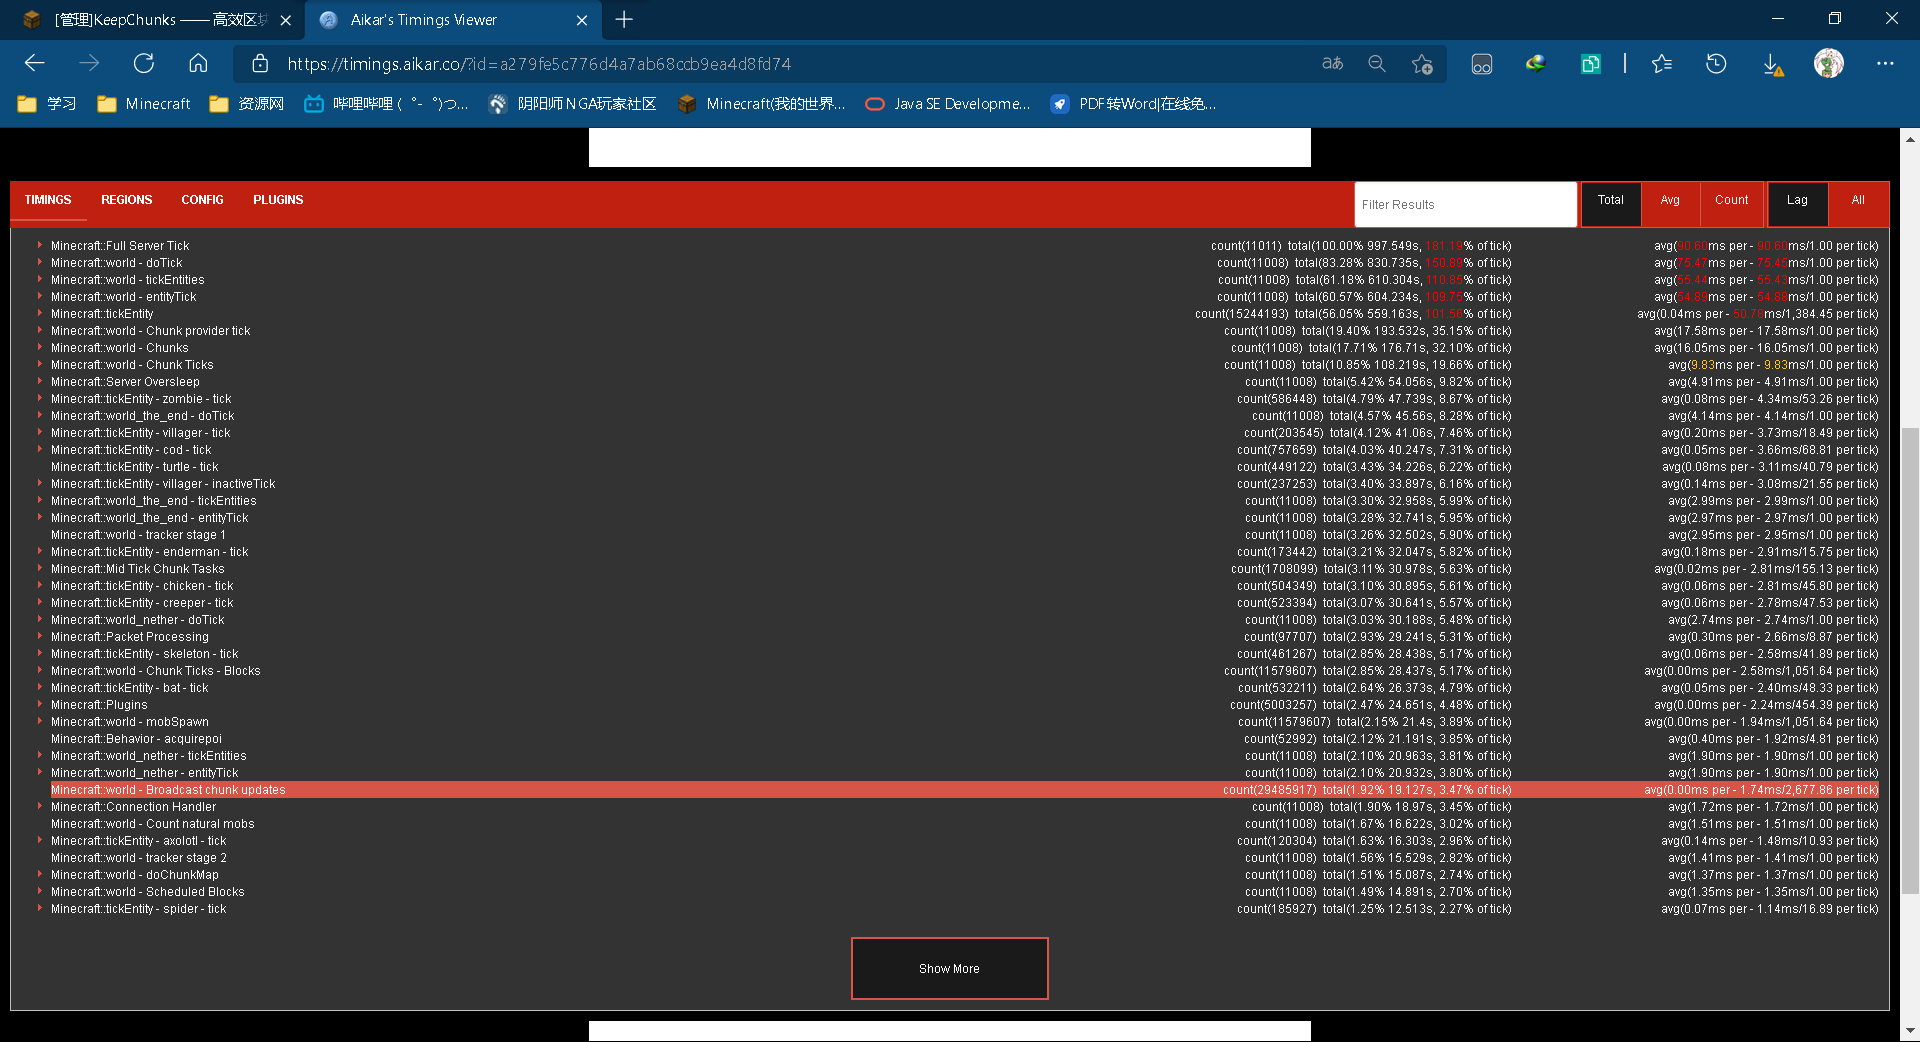 [管理]KeepChunks —— 高效区块
Aikar's Timings Viewer
https://timings.aikar.co/?id=a279fe5c776d4a7ab68ccb9ea4d8fd74
学习 Minecraft 资源网 哔哩哔哩 ( ゜- ゜)つ... 阴阳师 NGA玩家社区 Minecraft(我的世界... Java SE Developme... PDF转Word|在线免...
TIMINGS REGIONS CONFIG PLUGINS Filter Results Total Avg Count Lag All
Minecraft::Full Server Tick count(11011) total(100.00% 997.549s, 181.19% of tick) avg(90.60ms per - 90.60ms/1.00 per tick)
Minecraft::world - doTick count(11008) total(83.28% 830.735s, 150.89% of tick) avg(75.47ms per - 75.45ms/1.00 per tick)
Minecraft::world - tickEntities count(11008) total(61.18% 610.304s, 110.85% of tick) avg(55.44ms per - 55.43ms/1.00 per tick)
Minecraft::world - entityTick count(11008) total(60.57% 604.234s, 109.75% of tick) avg(54.89ms per - 54.88ms/1.00 per tick)
Minecraft::tickEntity count(15244193) total(56.05% 559.163s, 101.56% of tick) avg(0.04ms per - 50.78ms/1,384.45 per tick)
Minecraft::world - Chunk provider tick count(11008) total(19.40% 193.532s, 35.15% of tick) avg(17.58ms per - 17.58ms/1.00 per tick)
Minecraft::world - Chunks count(11008) total(17.71% 176.71s, 32.10% of tick) avg(16.05ms per - 16.05ms/1.00 per tick)
Minecraft::world - Chunk Ticks count(11008) total(10.85% 108.219s, 19.66% of tick) avg(9.83ms per - 9.83ms/1.00 per tick)
Minecraft::Server Oversleep count(11008) total(5.42% 54.056s, 9.82% of tick) avg(4.91ms per - 4.91ms/1.00 per tick)
Minecraft::tickEntity - zombie - tick count(586448) total(4.79% 47.739s, 8.67% of tick) avg(0.08ms per - 4.34ms/53.26 per tick)
Minecraft::world_the_end - doTick count(11008) total(4.57% 45.56s, 8.28% of tick) avg(4.14ms per - 4.14ms/1.00 per tick)
Minecraft::tickEntity - villager - tick count(203545) total(4.12% 41.06s, 7.46% of tick) avg(0.20ms per - 3.73ms/18.49 per tick)
Minecraft::tickEntity - cod - tick count(757659) total(4.03% 40.247s, 7.31% of tick) avg(0.05ms per - 3.66ms/68.81 per tick)
Minecraft::tickEntity - turtle - tick count(449122) total(3.43% 34.226s, 6.22% of tick) avg(0.08ms per - 3.11ms/40.79 per tick)
Minecraft::tickEntity - villager - inactiveTick count(237253) total(3.40% 33.897s, 6.16% of tick) avg(0.14ms per - 3.08ms/21.55 per tick)
Minecraft::world_the_end - tickEntities count(11008) total(3.30% 32.958s, 5.99% of tick) avg(2.99ms per - 2.99ms/1.00 per tick)
Minecraft::world_the_end - entityTick count(11008) total(3.28% 32.741s, 5.95% of tick) avg(2.97ms per - 2.97ms/1.00 per tick)
Minecraft::world - tracker stage 1 count(11008) total(3.26% 32.502s, 5.90% of tick) avg(2.95ms per - 2.95ms/1.00 per tick)
Minecraft::tickEntity - enderman - tick count(173442) total(3.21% 32.047s, 5.82% of tick) avg(0.18ms per - 2.91ms/15.75 per tick)
Minecraft::Mid Tick Chunk Tasks count(1708099) total(3.11% 30.978s, 5.63% of tick) avg(0.02ms per - 2.81ms/155.13 per tick)
Minecraft::tickEntity - chicken - tick count(504349) total(3.10% 30.895s, 5.61% of tick) avg(0.06ms per - 2.81ms/45.80 per tick)
Minecraft::tickEntity - creeper - tick count(523394) total(3.07% 30.641s, 5.57% of tick) avg(0.06ms per - 2.78ms/47.53 per tick)
Minecraft::world_nether - doTick count(11008) total(3.03% 30.188s, 5.48% of tick) avg(2.74ms per - 2.74ms/1.00 per tick)
Minecraft::Packet Processing count(97707) total(2.93% 29.241s, 5.31% of tick) avg(0.30ms per - 2.66ms/8.87 per tick)
Minecraft::tickEntity - skeleton - tick count(461267) total(2.85% 28.438s, 5.17% of tick) avg(0.06ms per - 2.58ms/41.89 per tick)
Minecraft::world - Chunk Ticks - Blocks count(11579607) total(2.85% 28.437s, 5.17% of tick) avg(0.00ms per - 2.58ms/1,051.64 per tick)
Minecraft::tickEntity - bat - tick count(532211) total(2.64% 26.373s, 4.79% of tick) avg(0.05ms per - 2.40ms/48.33 per tick)
Minecraft::Plugins count(5003257) total(2.47% 24.651s, 4.48% of tick) avg(0.00ms per - 2.24ms/454.39 per tick)
Minecraft::world - mobSpawn count(11579607) total(2.15% 21.4s, 3.89% of tick) avg(0.00ms per - 1.94ms/1,051.64 per tick)
Minecraft::Behavior - acquirepoi count(52992) total(2.12% 21.191s, 3.85% of tick) avg(0.40ms per - 1.92ms/4.81 per tick)
Minecraft::world_nether - tickEntities count(11008) total(2.10% 20.963s, 3.81% of tick) avg(1.90ms per - 1.90ms/1.00 per tick)
Minecraft::world_nether - entityTick count(11008) total(2.10% 20.932s, 3.80% of tick) avg(1.90ms per - 1.90ms/1.00 per tick)
Minecraft::world - Broadcast chunk updates count(29485917) total(1.92% 19.127s, 3.47% of tick) avg(0.00ms per - 1.74ms/2,677.86 per tick)
Minecraft::Connection Handler count(11008) total(1.90% 18.97s, 3.45% of tick) avg(1.72ms per - 1.72ms/1.00 per tick)
Minecraft::world - Count natural mobs count(11008) total(1.67% 16.622s, 3.02% of tick) avg(1.51ms per - 1.51ms/1.00 per tick)
Minecraft::tickEntity - axolotl - tick count(120304) total(1.63% 16.303s, 2.96% of tick) avg(0.14ms per - 1.48ms/10.93 per tick)
Minecraft::world - tracker stage 2 count(11008) total(1.56% 15.529s, 2.82% of tick) avg(1.41ms per - 1.41ms/1.00 per tick)
Minecraft::world - doChunkMap count(11008) total(1.51% 15.087s, 2.74% of tick) avg(1.37ms per - 1.37ms/1.00 per tick)
Minecraft::world - Scheduled Blocks count(11008) total(1.49% 14.891s, 2.70% of tick) avg(1.35ms per - 1.35ms/1.00 per tick)
Minecraft::tickEntity - spider - tick count(185927) total(1.25% 12.513s, 2.27% of tick) avg(0.07ms per - 1.14ms/16.89 per tick)
Show More